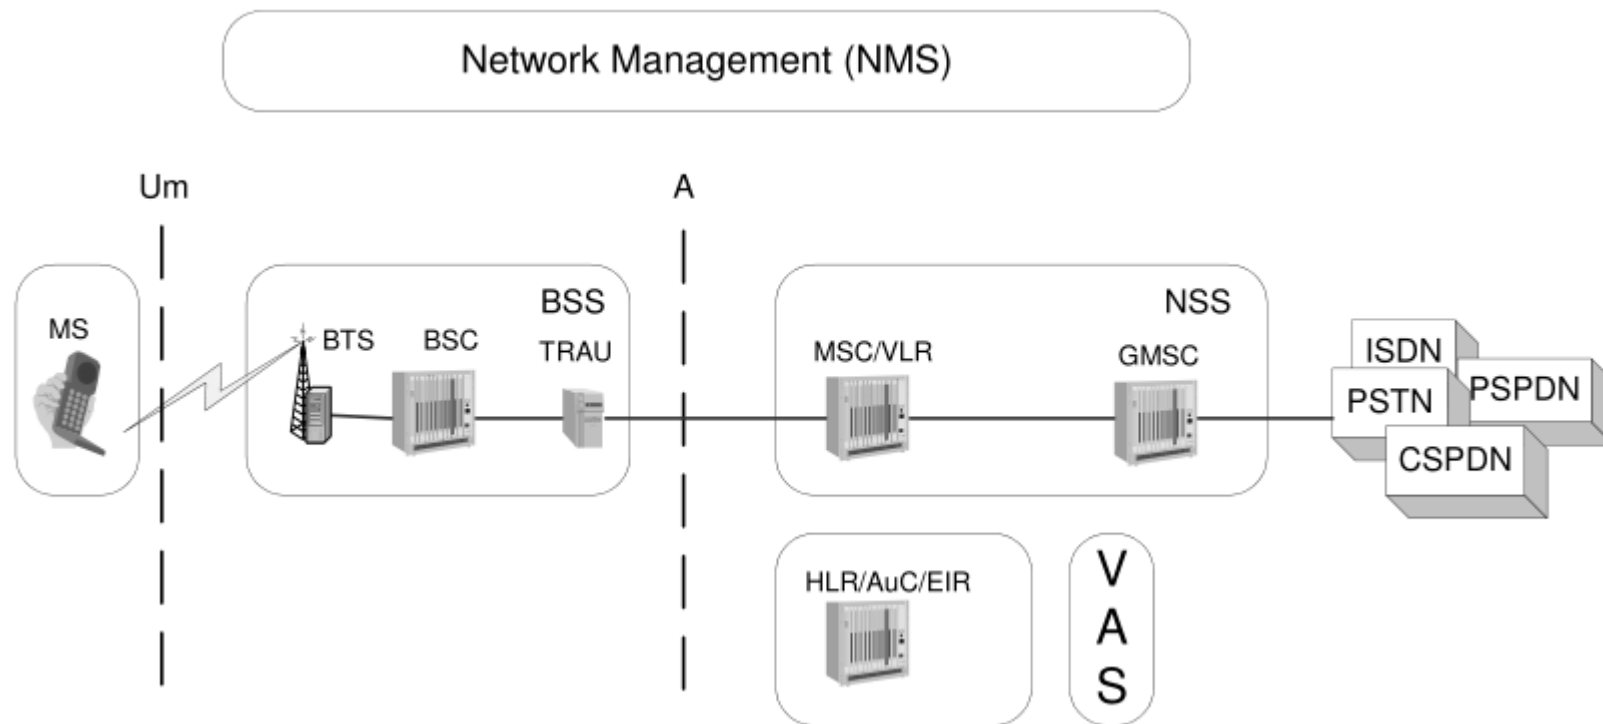 Network Management (NMS)
Um
A
MS
BSS
BTS
BSC
TRAU
NSS
MSC/VLR
GMSC
ISDN
PSPDN
PSTN
CSPDN
HLR/AuC/EIR
V
A
S